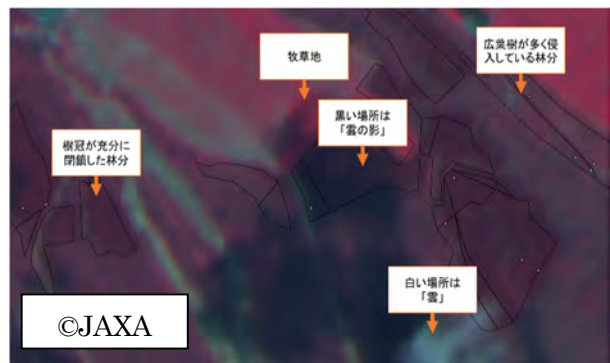 牧草地
広葉樹が多く侵
入している林分
黒い場所は
「雲の影」
樹冠が充分に
閉鎖した林分
白い場所は
「雲」
©JAXA